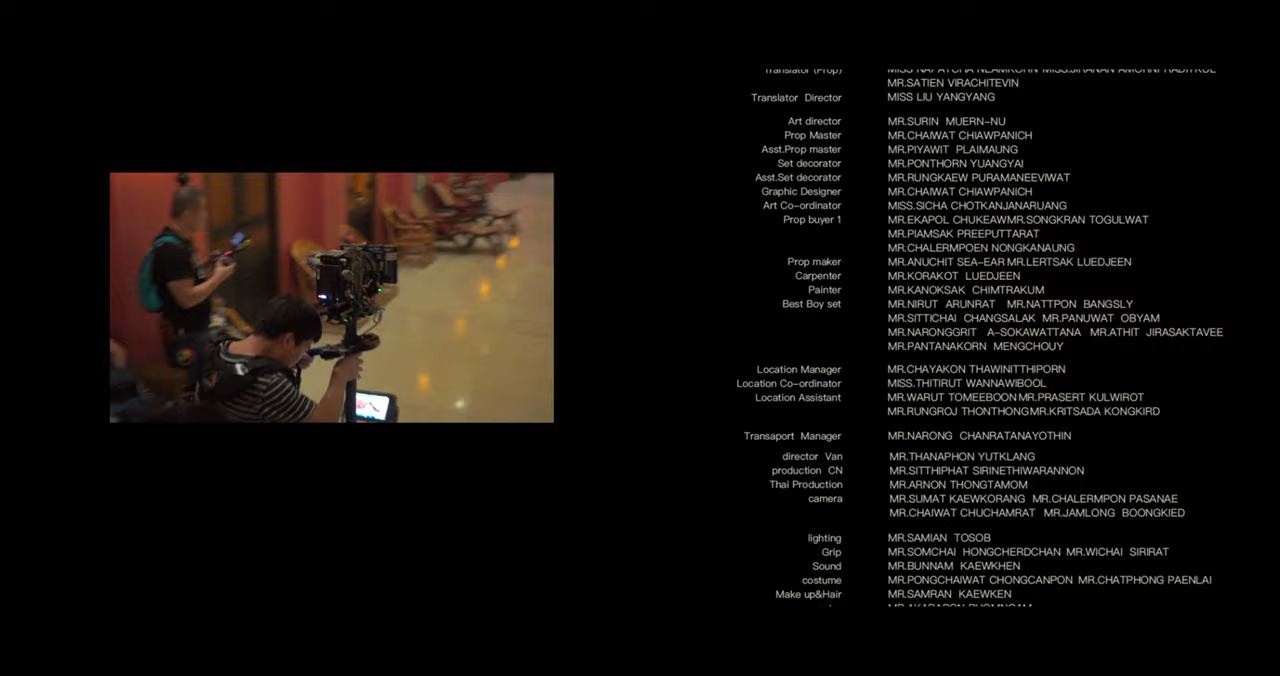 Translator (Prop) MISS NAPATCHA NEAMKORN MISS.JIRANAN AMORNPRADITKUL
MR.SATIEN VIRACHITEVIN
Translator Director MISS LIU YANGYANG
Art director MR.SURIN MUERN-NU
Prop Master MR.CHAIWAT CHIAWPANICH
Asst.Prop master MR.PIYAWIT PLAIMAUNG
Set decorator MR.PONTHORN YUANGYAI
Asst.Set decorator MR.RUNGKAEW PURAMANEEVIWAT
Graphic Designer MR.CHAIWAT CHIAWPANICH
Art Co-ordinator MISS.SICHA CHOTKANJANARUANG
Prop buyer 1 MR.EKAPOL CHUKEAWMR.SONGKRAN TOGULWAT
MR.PIAMSAK PREEPUTTARAT
MR.CHALERMPOEN NONGKANAUNG
Prop maker MR.ANUCHIT SEA-EAR MR.LERTSAK LUEDJEEN
Carpenter MR.KORAKOT LUEDJEEN
Painter MR.KANOKSAK CHIMTRAKUM
Best Boy set MR.NIRUT ARUNRAT MR.NATTPON BANGSLY
MR.SITTICHAI CHANGSALAK MR.PANUWAT OBYAM
MR.NARONGGRIT A-SOKAWATTANA MR.ATHIT JIRASAKTAVEE
MR.PANTANAKORN MENGCHOUY
Location Manager MR.CHAYAKON THAWINITTHIPORN
Location Co-ordinator MISS.THITIRUT WANNAWIBOOL
Location Assistant MR.WARUT TOMEEBOON MR.PRASERT KULWIROT
MR.RUNGROJ THONTHONGMR.KRITSADA KONGKIRD
Transaport Manager MR.NARONG CHANRATANAYOTHIN
director Van MR.THANAPHON YUTKLANG
production CN MR.SITTHIPHAT SIRINETHIWARANNON
Thai Production MR.ARNON THONGTAMOM
camera MR.SUMAT KAEWKORANG MR.CHALERMPON PASANAE
MR.CHAIWAT CHUCHAMRAT MR.JAMLONG BOONGKIED
lighting MR.SAMIAN TOSOB
Grip MR.SOMCHAI HONGCHERDCHAN MR.WICHAI SIRIRAT
Sound MR.BUNNAM KAEWKHEN
costume MR.PONGCHAIWAT CHONGCANPON MR.CHATPHONG PAENLAI
Make up&Hair MR.SAMRAN KAEWKEN